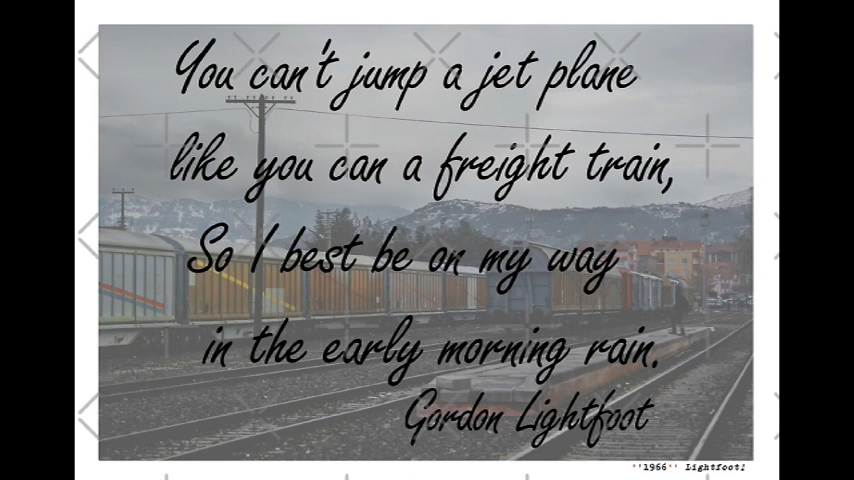 You can't jump a jet plane
like you can a freight train,
So I best be on my way
in the early morning rain.
Gordon Lightfoot
''1966'' Lightfoot!